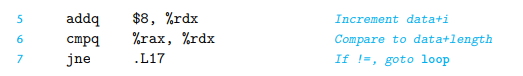 5 addq $8, %rdx Increment data+i
6 cmpq %rax, %rdx Compare to data+length
7 jne .L17 If !=, goto loop